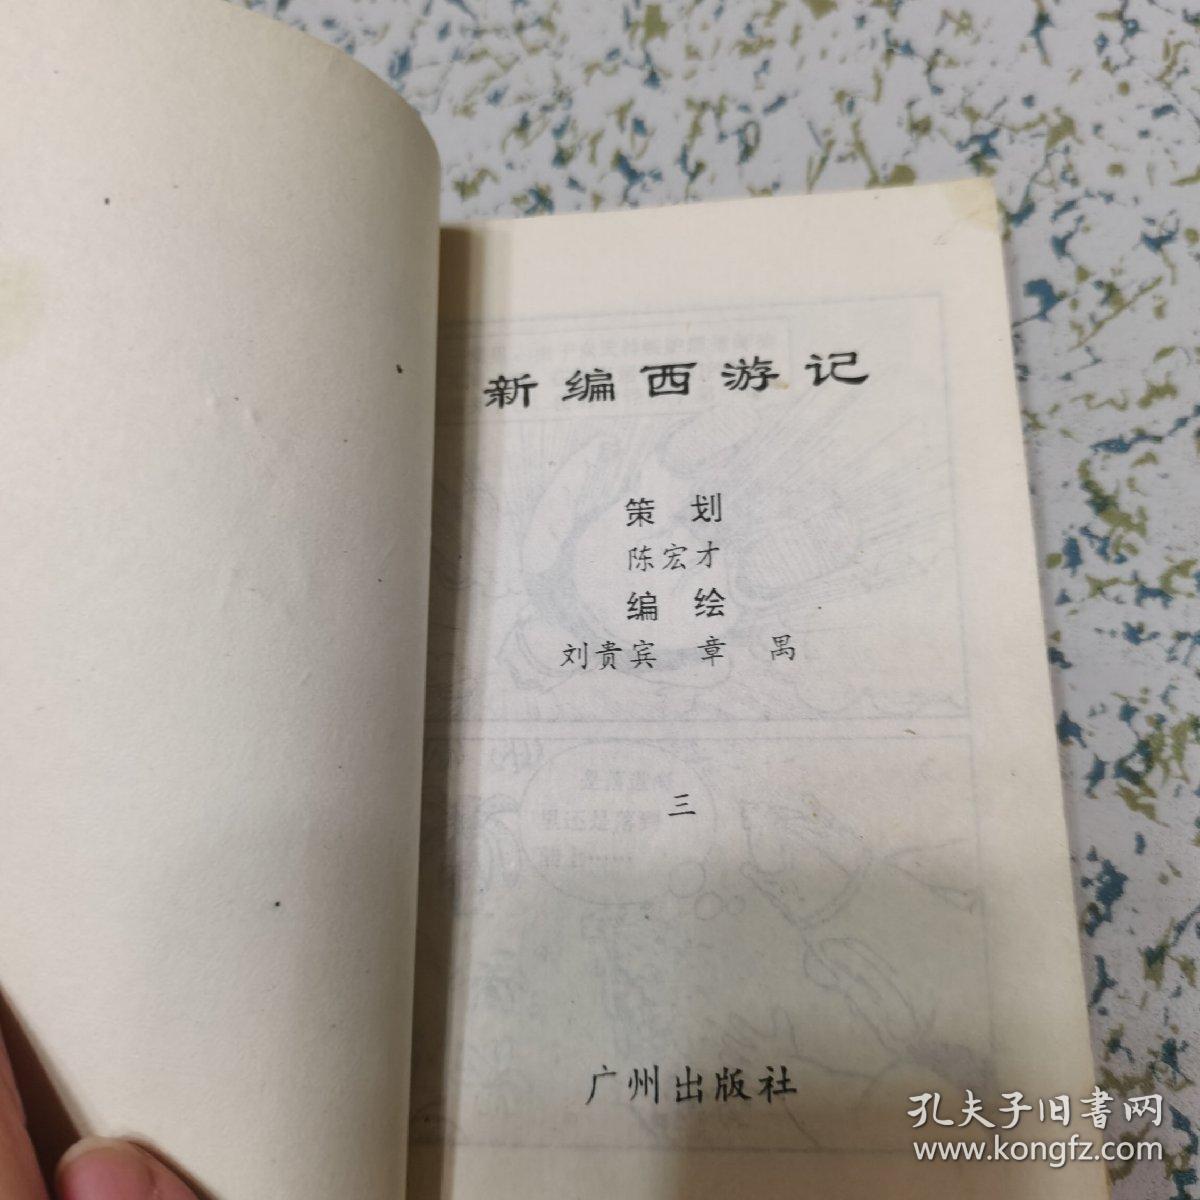 新编西游记
策 划
陈宏才
编 绘
刘贵宾 章 禺
三
广州出版社
孔夫子旧书网
www.kongfz.com